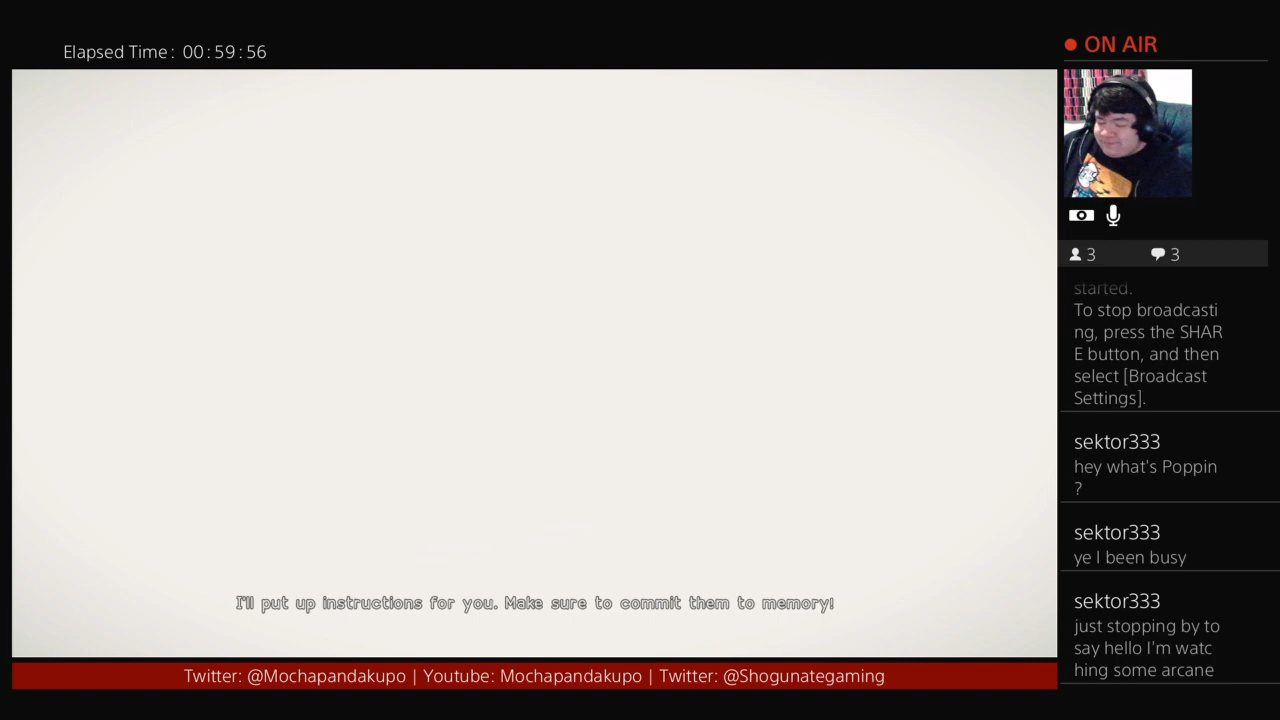 Elapsed Time: 00:59:56
ON AIR
3
3
started.
To stop broadcasti
ng, press the SHAR
E button, and then
select [Broadcast
Settings].
sektor333
hey what's Poppin
?
sektor333
ye I been busy
sektor333
just stopping by to
say hello I'm watc
hing some arcane
I'll put up instructions for you. Make sure to commit them to memory!
Twitter: @Mochapandakupo | Youtube: Mochapandakupo | Twitter: @Shogunategaming